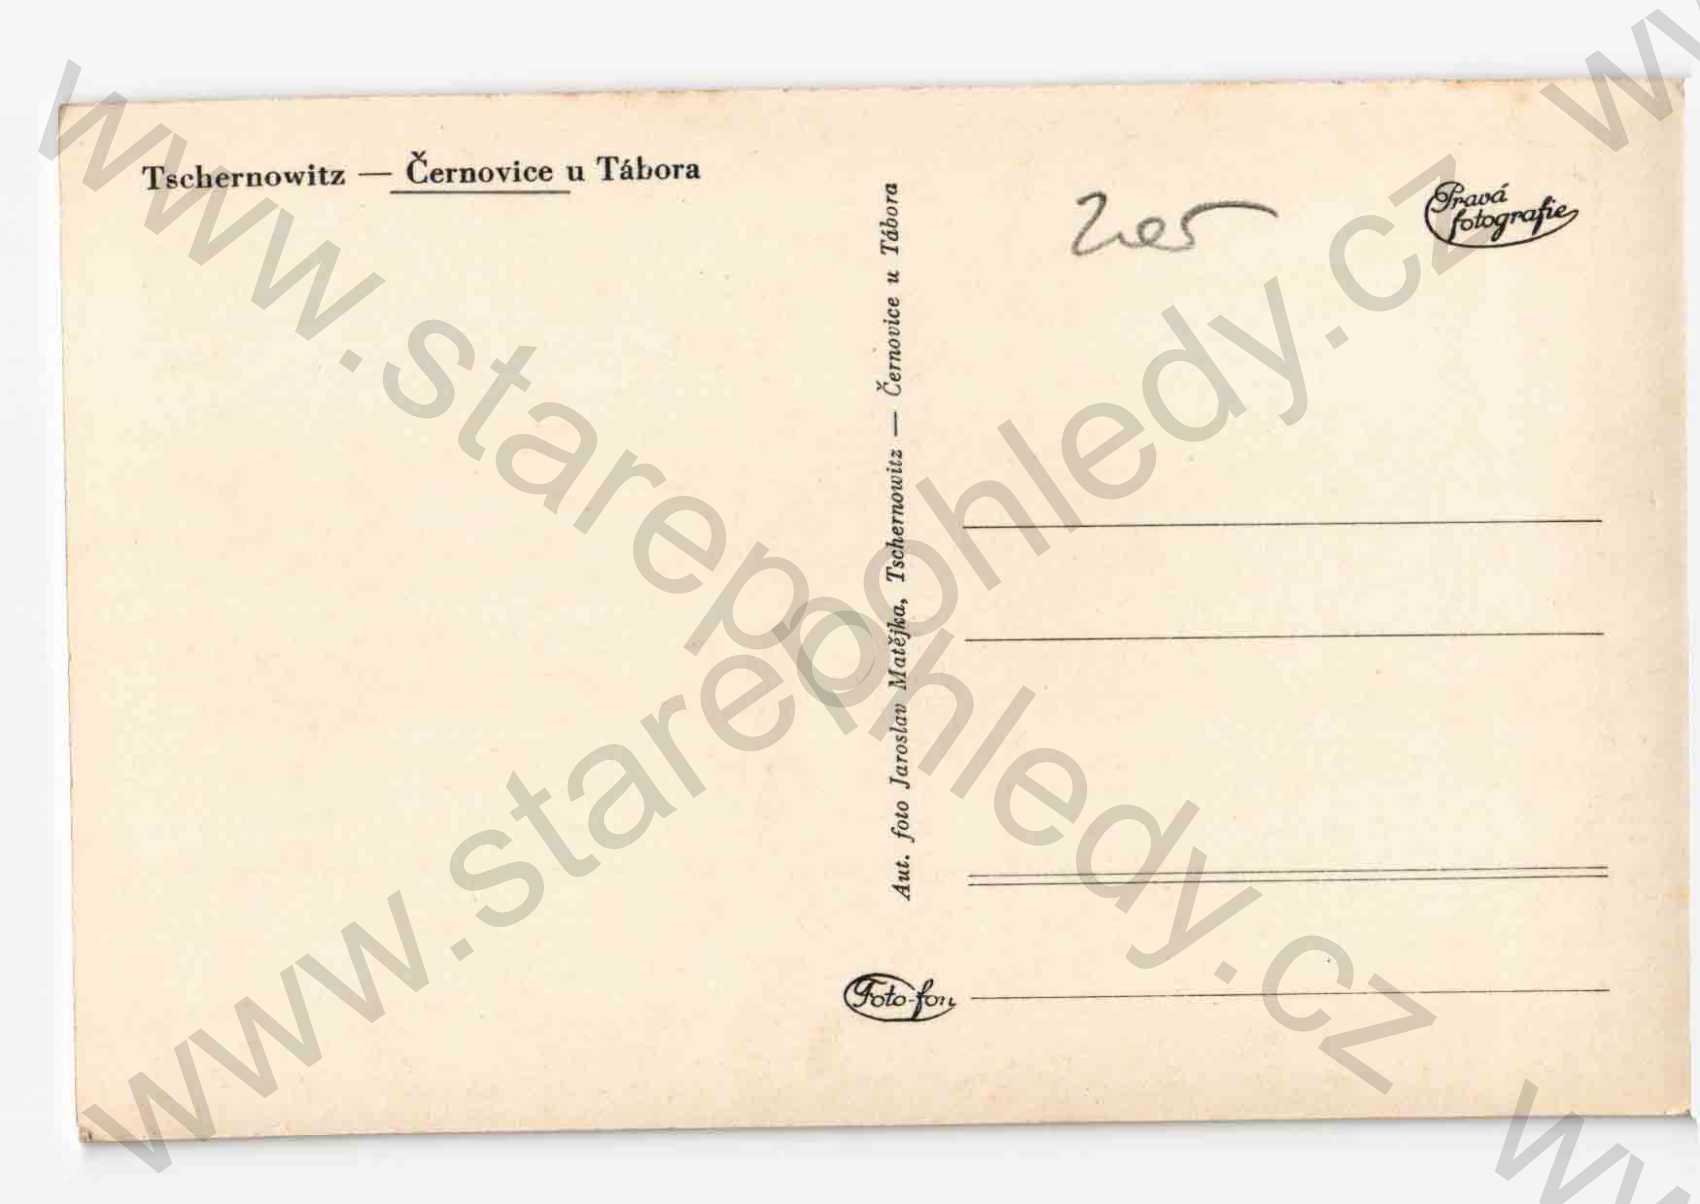 Tschernowitz — Černovice u Tábora
Aut. foto Jaroslav Matějka, Tschernowitz — Černovice u Tábora
Pravá
fotografie
Foto-fon
www.starepohledy.cz
www.starepohledy.cz